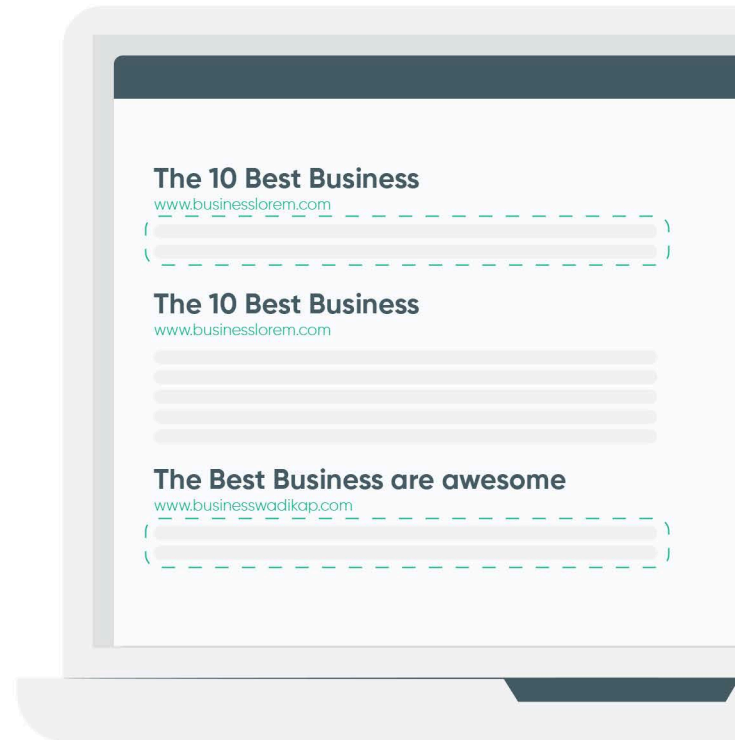 The 10 Best Business
www.businesslorem.com
The 10 Best Business
www.businesslorem.com
The Best Business are awesome
www.businesswadikap.com